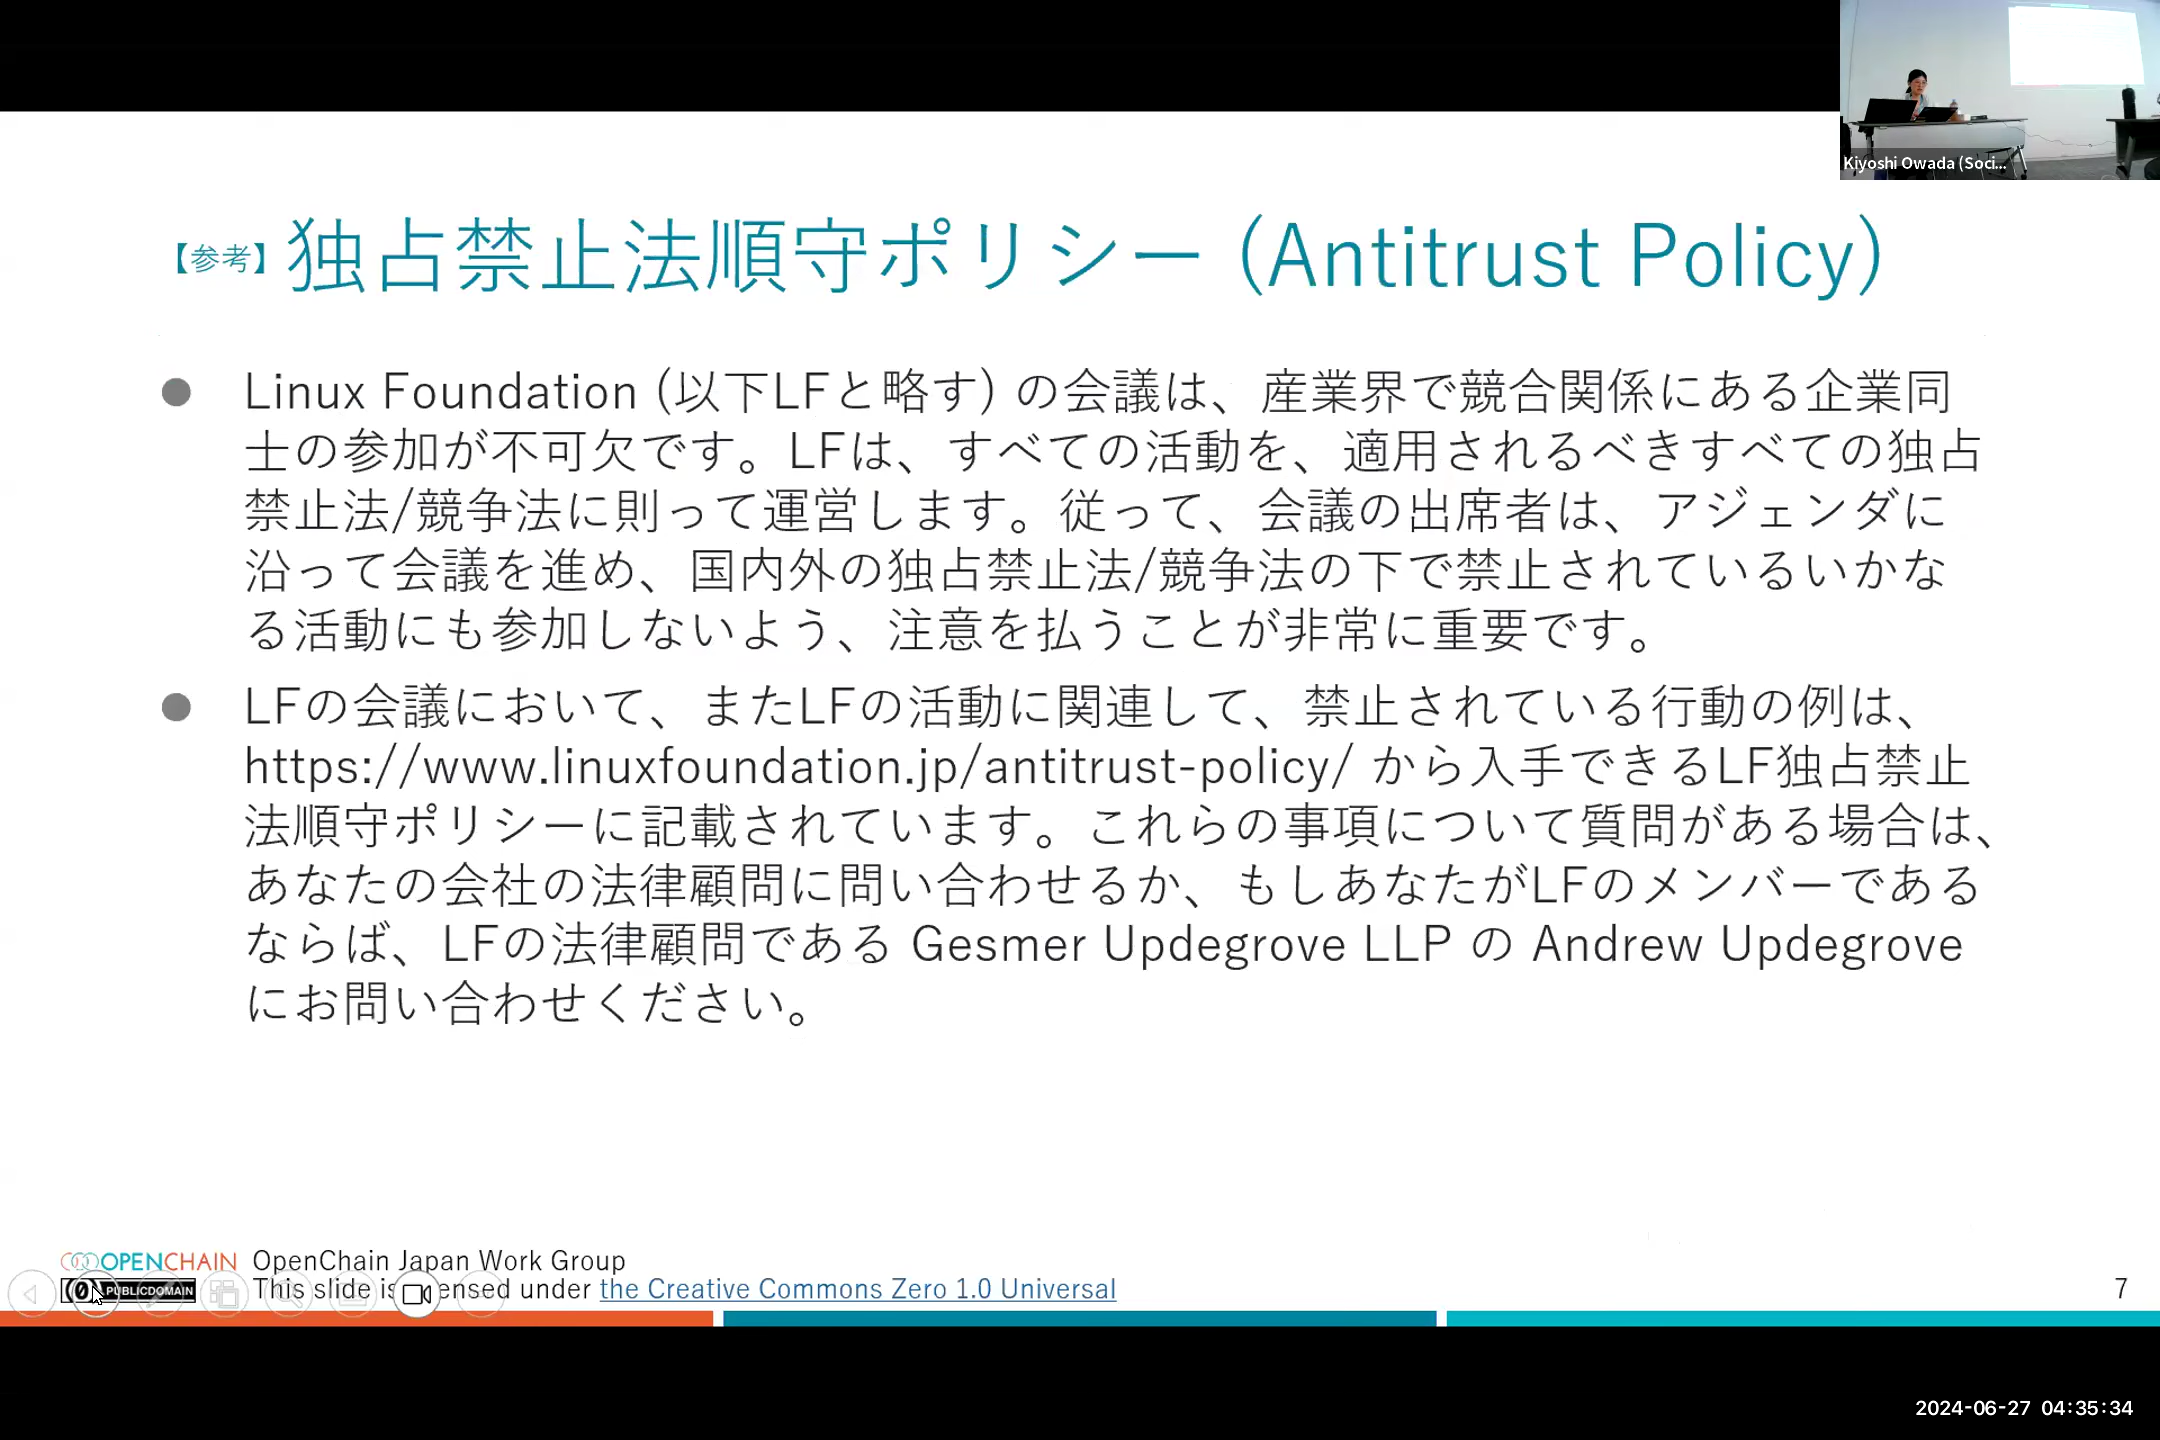 Kiyoshi Owada (Soci...
【参考】独占禁止法順守ポリシー (Antitrust Policy)
● Linux Foundation (以下LFと略す) の会議は、産業界で競合関係にある企業同
士の参加が不可欠です。LFは、すべての活動を、適用されるべきすべての独占
禁止法/競争法に則って運営します。従って、会議の出席者は、アジェンダに
沿って会議を進め、国内外の独占禁止法/競争法の下で禁止されているいかな
る活動にも参加しないよう、注意を払うことが非常に重要です。
● LFの会議において、またLFの活動に関連して、禁止されている行動の例は、
https://www.linuxfoundation.jp/antitrust-policy/ から入手できるLF独占禁止
法順守ポリシーに記載されています。これらの事項について質問がある場合は、
あなたの会社の法律顧問に問い合わせるか、もしあなたがLFのメンバーである
ならば、LFの法律顧問である Gesmer Updegrove LLP の Andrew Updegrove
にお問い合わせください。
OPENCHAIN OpenChain Japan Work Group
PUBLIC DOMAIN This slide is ensed under the Creative Commons Zero 1.0 Universal
7
2024-06-27 04:35:34